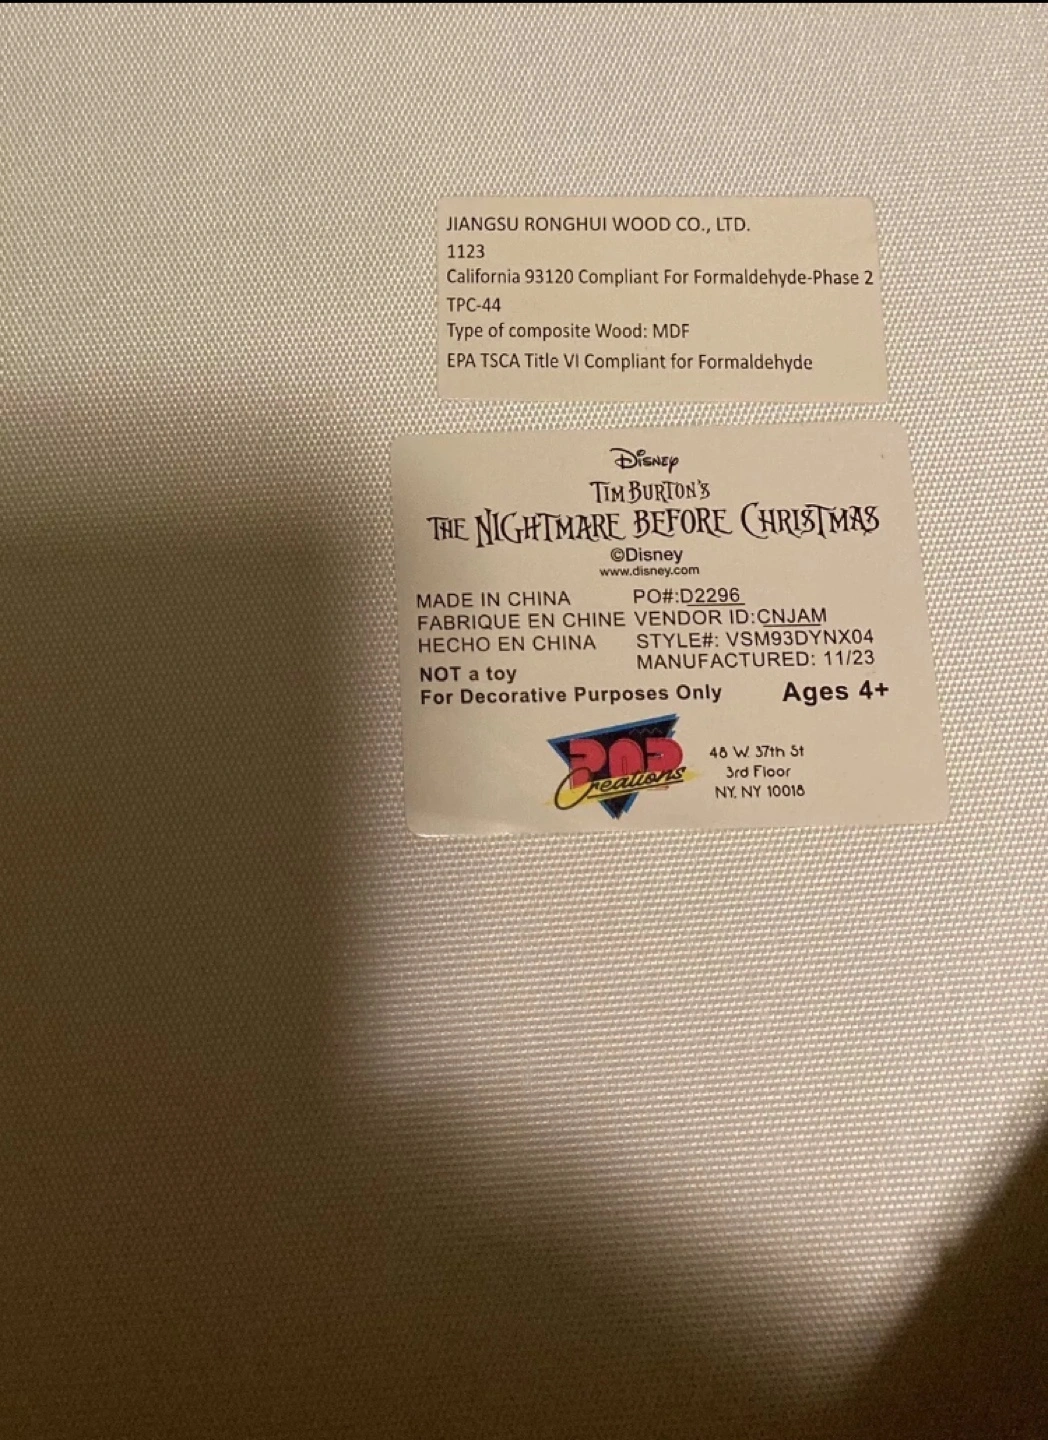 JIANGSU RONGHUI WOOD CO., LTD.
1123
California 93120 Compliant For Formaldehyde-Phase 2
TPC-44
Type of composite Wood: MDF
EPA TSCA Title VI Compliant for Formaldehyde
Disney
TIM BURTON'S
THE NIGHTMARE BEFORE CHRISTMAS
©Disney
www.disney.com
MADE IN CHINA PO#:D2296
FABRIQUE EN CHINE VENDOR ID:CNJAM
HECHO EN CHINA STYLE#: VSM93DYNX04
MANUFACTURED: 11/23
NOT a toy
For Decorative Purposes Only Ages 4+
POP
Creations
48 W. 37th St
3rd Floor
NY, NY 10018